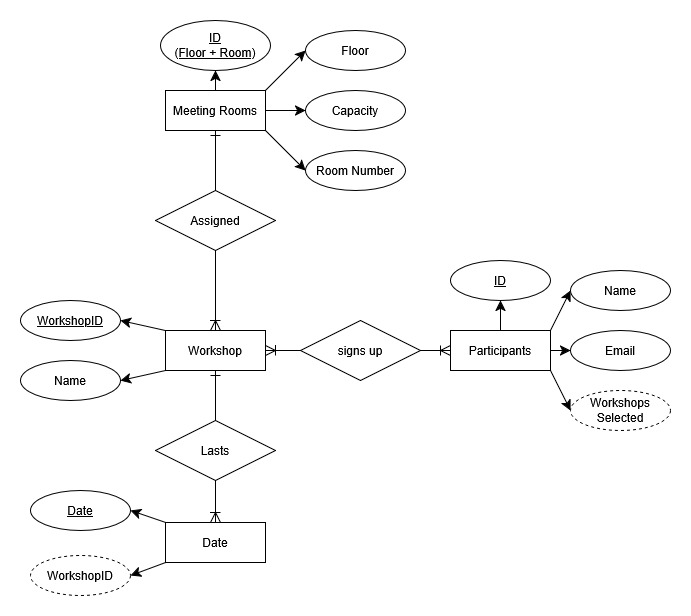 ID
(Floor + Room)
Floor
Meeting Rooms
Capacity
Room Number
Assigned
ID
Name
WorkshopID
Workshop
signs up
Participants
Email
Name
Workshops
Selected
Lasts
Date
Date
WorkshopID